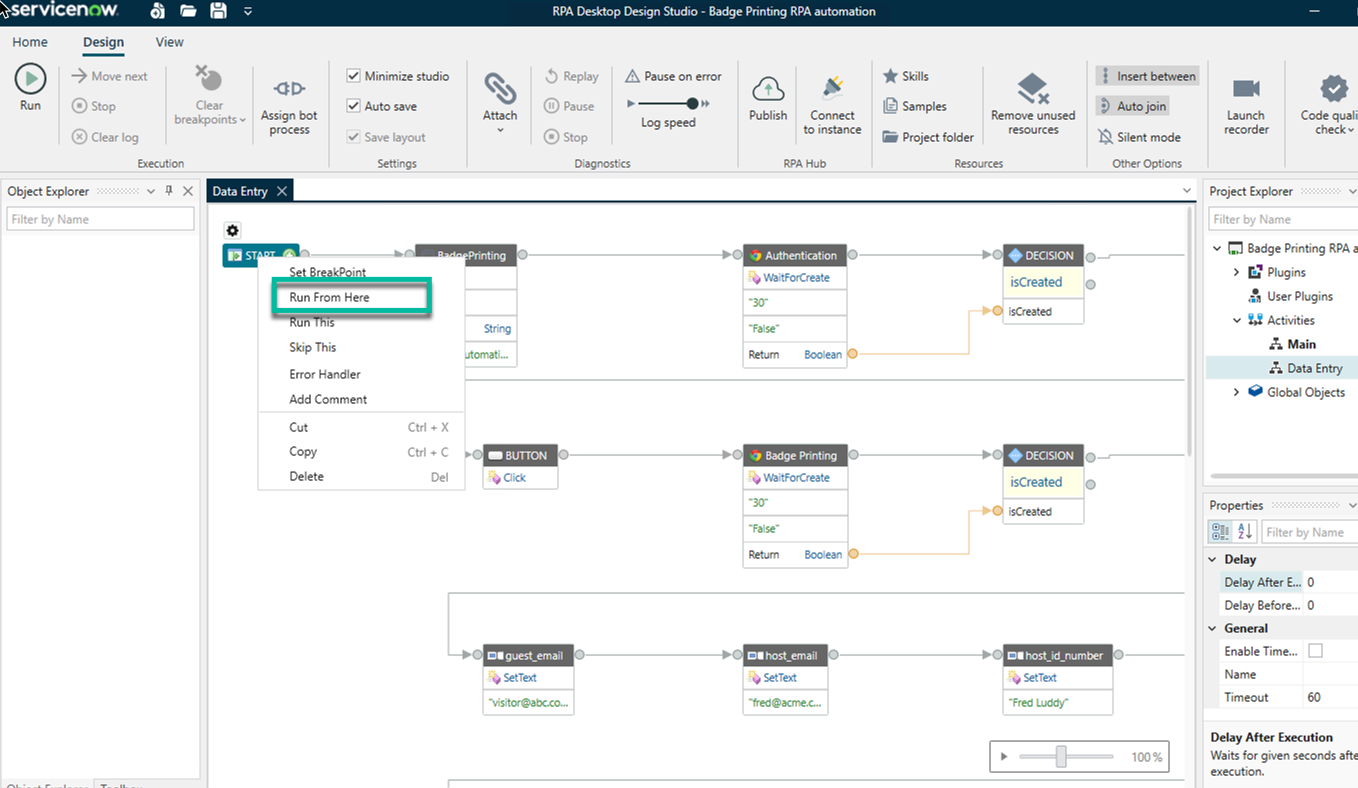 servicenow.
RPA Desktop Design Studio - Badge Printing RPA automation
Home
Design
View
Run
Move next
Stop
Clear log
Clear
breakpoints
Assign bot
process
Execution
Minimize studio
Auto save
Save layout
Settings
Attach
Replay
Pause
Stop
Pause on error
Log speed
Diagnostics
Publish
Connect
to instance
RPA Hub
Skills
Samples
Project folder
Remove unused
resources
Resources
Insert between
Auto join
Silent mode
Other Options
Launch
recorder
Code quali
check
Object Explorer
Filter by Name
Data Entry
START
BadgePrinting
String
utomati...
Set BreakPoint
Run From Here
Run This
Skip This
Error Handler
Add Comment
Cut Ctrl + X
Copy Ctrl + C
Delete Del
Authentication
WaitForCreate
"30"
"False"
Return Boolean
DECISION
isCreated
isCreated
BUTTON
Click
Badge Printing
WaitForCreate
"30"
"False"
Return Boolean
DECISION
isCreated
isCreated
guest_email
SetText
"visitor@abc.co...
host_email
SetText
"fred@acme.c...
host_id_number
SetText
"Fred Luddy"
100 %
Project Explorer
Filter by Name
Badge Printing RPA a
Plugins
User Plugins
Activities
Main
Data Entry
Global Objects
Properties
Filter by Name
Delay
Delay After E... 0
Delay Before... 0
General
Enable Time...
Name
Timeout 60
Delay After Execution
Waits for given seconds afte
execution.
Object Explorer
Toolbox